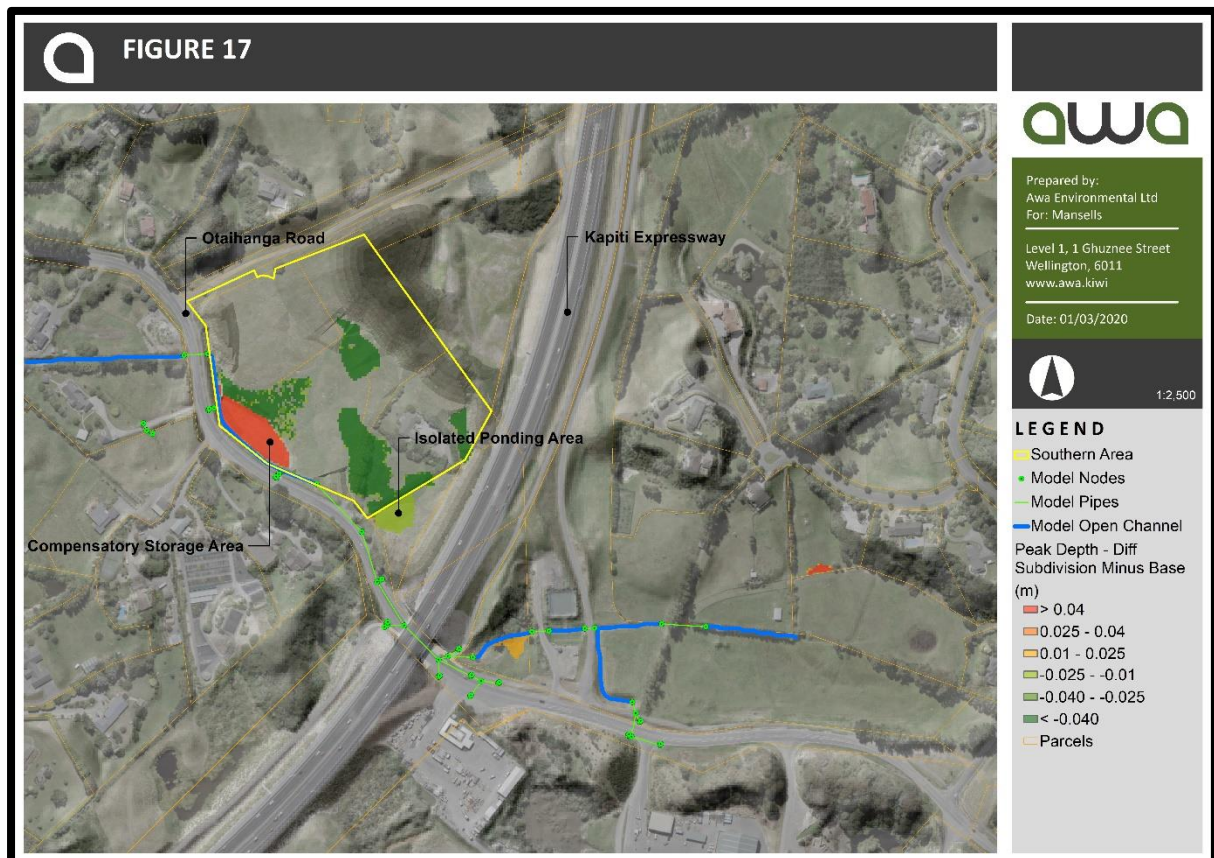 FIGURE 17
Otaihanga Road
Kapiti Expressway
Isolated Ponding Area
Compensatory Storage Area
awa
Prepared by:
Awa Environmental Ltd
For: Mansells
Level 1, 1 Ghuznee Street
Wellington, 6011
www.awa.kiwi
Date: 01/03/2020
1:2,500
LEGEND
Southern Area
Model Nodes
Model Pipes
Model Open Channel
Peak Depth - Diff
Subdivision Minus Base
(m)
> 0.04
0.025 - 0.04
0.01 - 0.025
-0.025 - -0.01
-0.040 - -0.025
< -0.040
Parcels